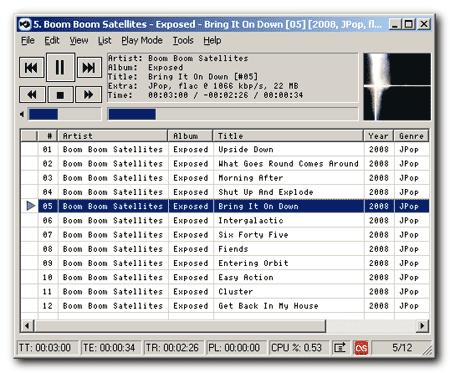 5. Boom Boom Satellites - Exposed - Bring It On Down [05] [2008, JPop, fl...
File Edit View List Play Mode Tools Help
Artist: Boom Boom Satellites
Album: Exposed
Title: Bring It On Down [#05]
Extra: JPop, flac @ 1066 kbp/s, 22 MB
Time: 00:03:00 / -00:02:26 / 00:00:34
# Artist Album Title Year Genre
01 Boom Boom Satellites Exposed Upside Down 2008 JPop
02 Boom Boom Satellites Exposed What Goes Round Comes Around 2008 JPop
03 Boom Boom Satellites Exposed Morning After 2008 JPop
04 Boom Boom Satellites Exposed Shut Up And Explode 2008 JPop
05 Boom Boom Satellites Exposed Bring It On Down 2008 JPop
06 Boom Boom Satellites Exposed Intergalactic 2008 JPop
07 Boom Boom Satellites Exposed Six Forty Five 2008 JPop
08 Boom Boom Satellites Exposed Fiends 2008 JPop
09 Boom Boom Satellites Exposed Entering Orbit 2008 JPop
10 Boom Boom Satellites Exposed Easy Action 2008 JPop
11 Boom Boom Satellites Exposed Cluster 2008 JPop
12 Boom Boom Satellites Exposed Get Back In My House 2008 JPop
TT: 00:03:00 TE: 00:00:34 TR: 00:02:26 PL: 00:00:00 CPU %: 0.53 5/12